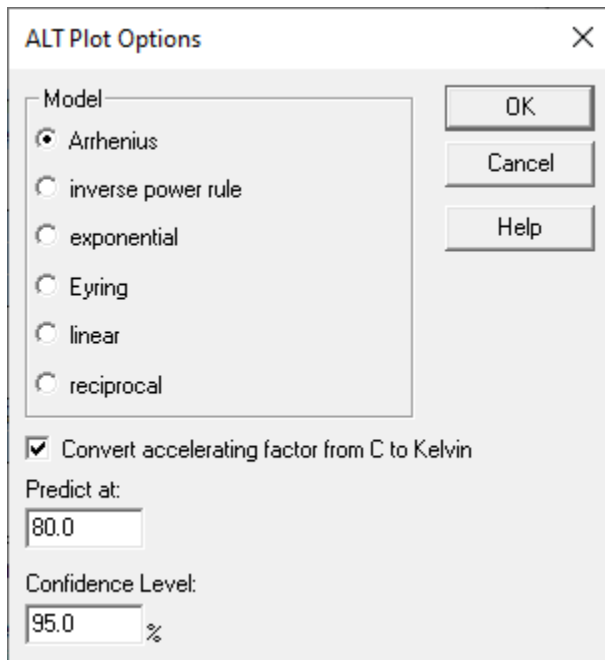 ALT Plot Options
Model
Arrhenius
inverse power rule
exponential
Eyring
linear
reciprocal
OK
Cancel
Help
Convert accelerating factor from C to Kelvin
Predict at:
80.0
Confidence Level:
95.0 %